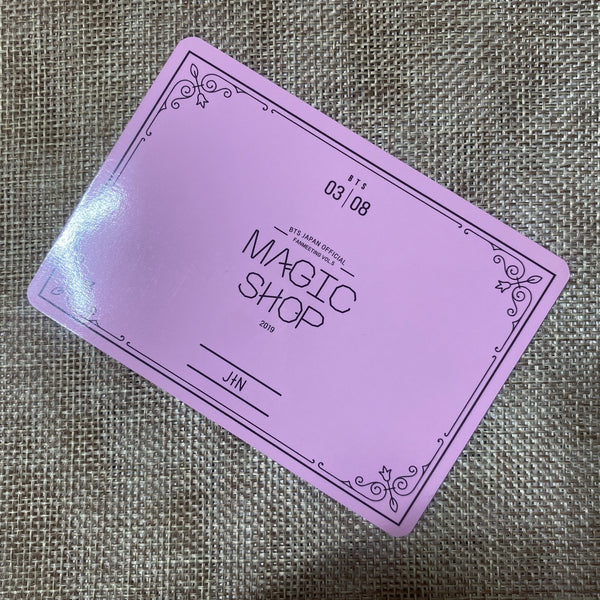 BTS
03|08
BTS JAPAN OFFICIAL
FANMEETING VOL.5
MAGIC
SHOP
2019
JIN